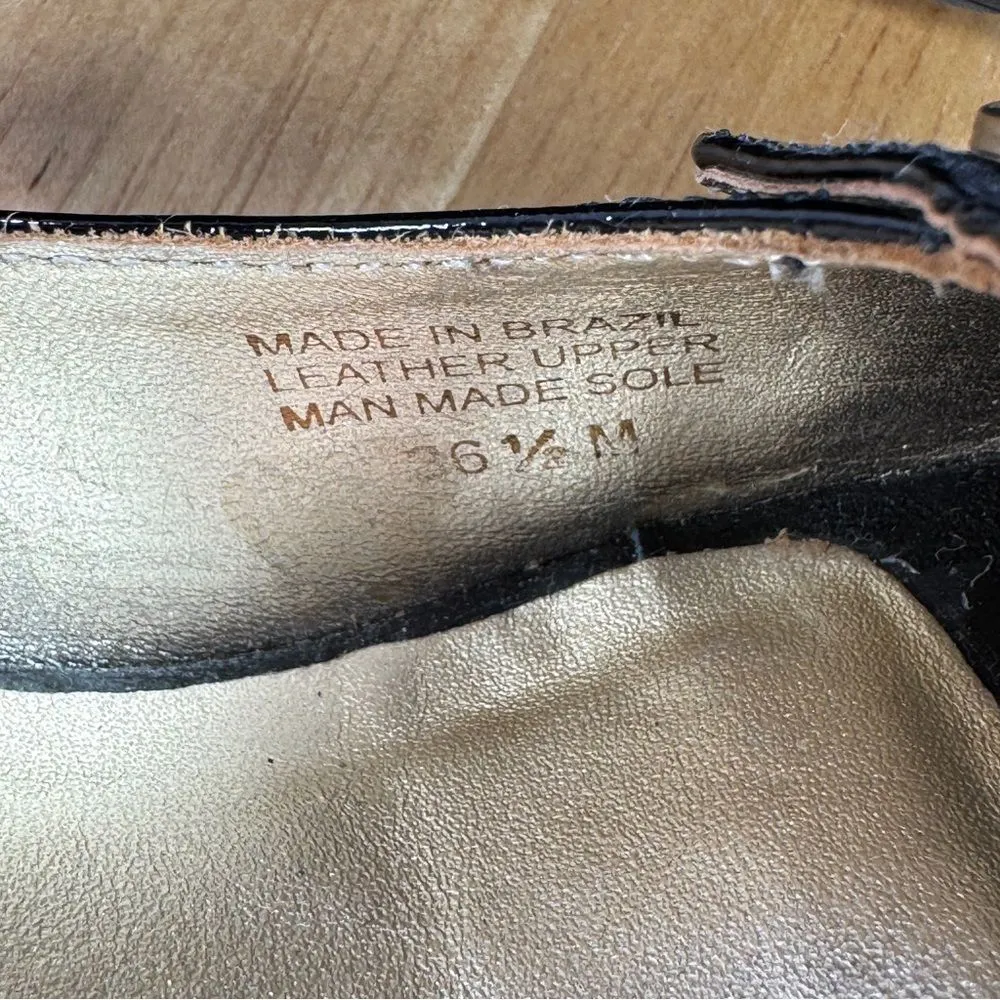 MADE IN BRAZIL
LEATHER UPPER
MAN MADE SOLE
6 ½ M